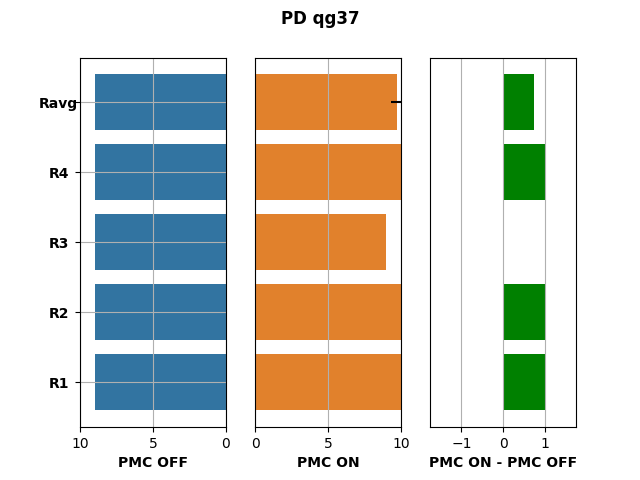 PD qg37
Ravg
R4
R3
R2
R1
10 5 0
0 5 10
−1 0 1
PMC OFF
PMC ON
PMC ON - PMC OFF